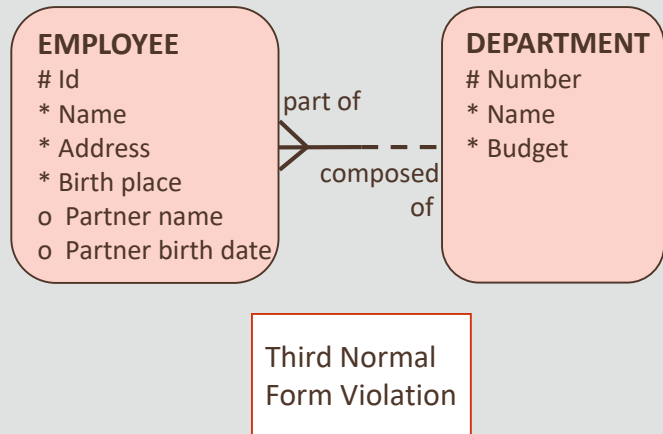 EMPLOYEE
# Id
* Name
* Address
* Birth place
o Partner name
o Partner birth date
part of
composed
of
DEPARTMENT
# Number
* Name
* Budget
Third Normal
Form Violation